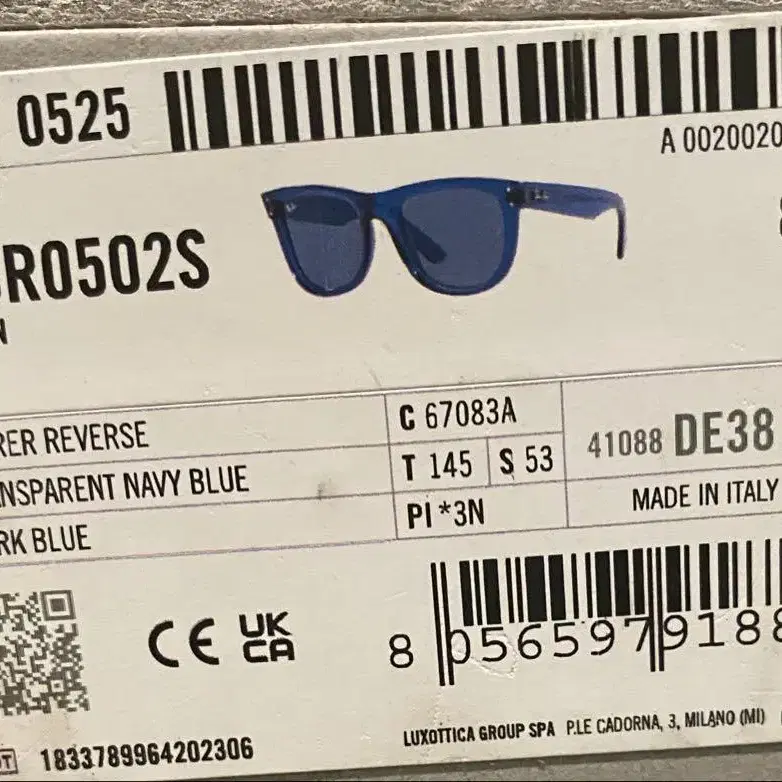 0525
A 0020020
R0502S
N
RER REVERSE
C 67083A
NSPARENT NAVY BLUE
T 145 S 53
41088 DE38
RK BLUE
PI *3N
MADE IN ITALY
CE UK CA
8 056597 9188
LUXOTTICA GROUP SPA P.LE CADORNA, 3, MILANO (MI)
1833789964202306